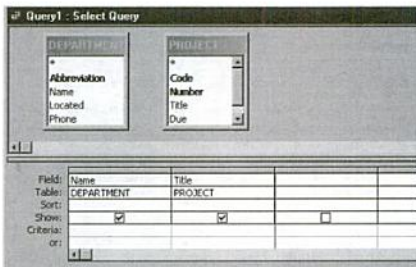 Query1 : Select Query
DEPARTMENT
*
Abbreviation
Name
Located
Phone
PROJECT
*
Code
Number
Title
Due
Field: Name Title
Table: DEPARTMENT PROJECT
Sort:
Show:
Criteria:
or: